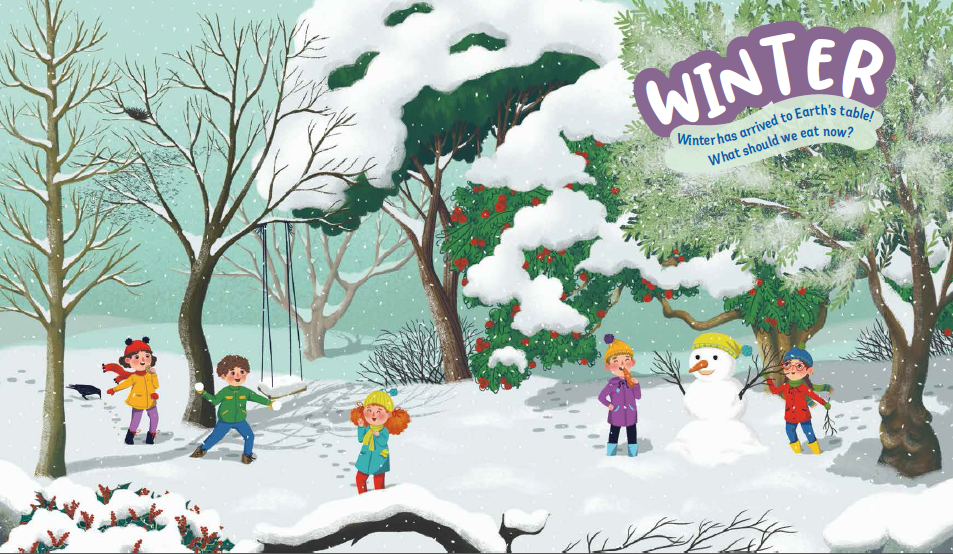 WINTER
Winter has arrived to Earth's table!
What should we eat now?